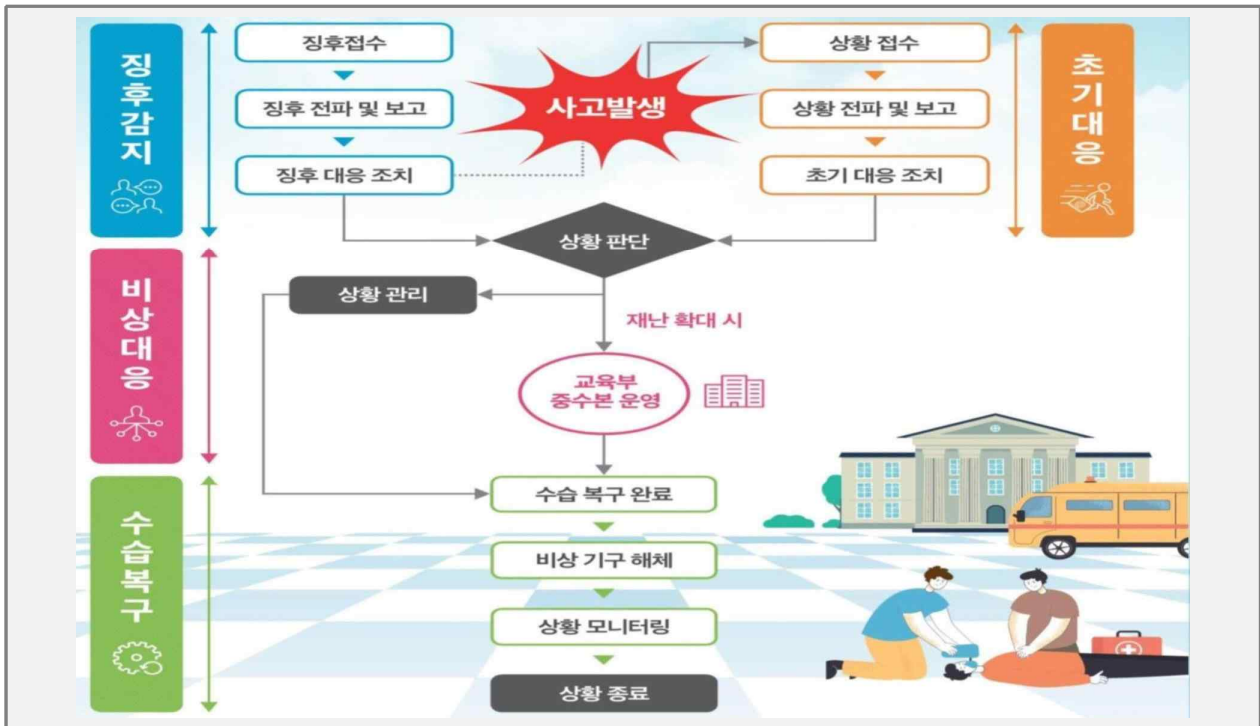 징후감지
징후접수
징후 전파 및 보고
징후 대응 조치
사고발생
상황 접수
상황 전파 및 보고
초기 대응 조치
초기대응
상황 판단
비상대응
상황 관리
재난 확대 시
교육부
중수본 운영
수습복구
수습 복구 완료
비상 기구 해체
상황 모니터링
상황 종료